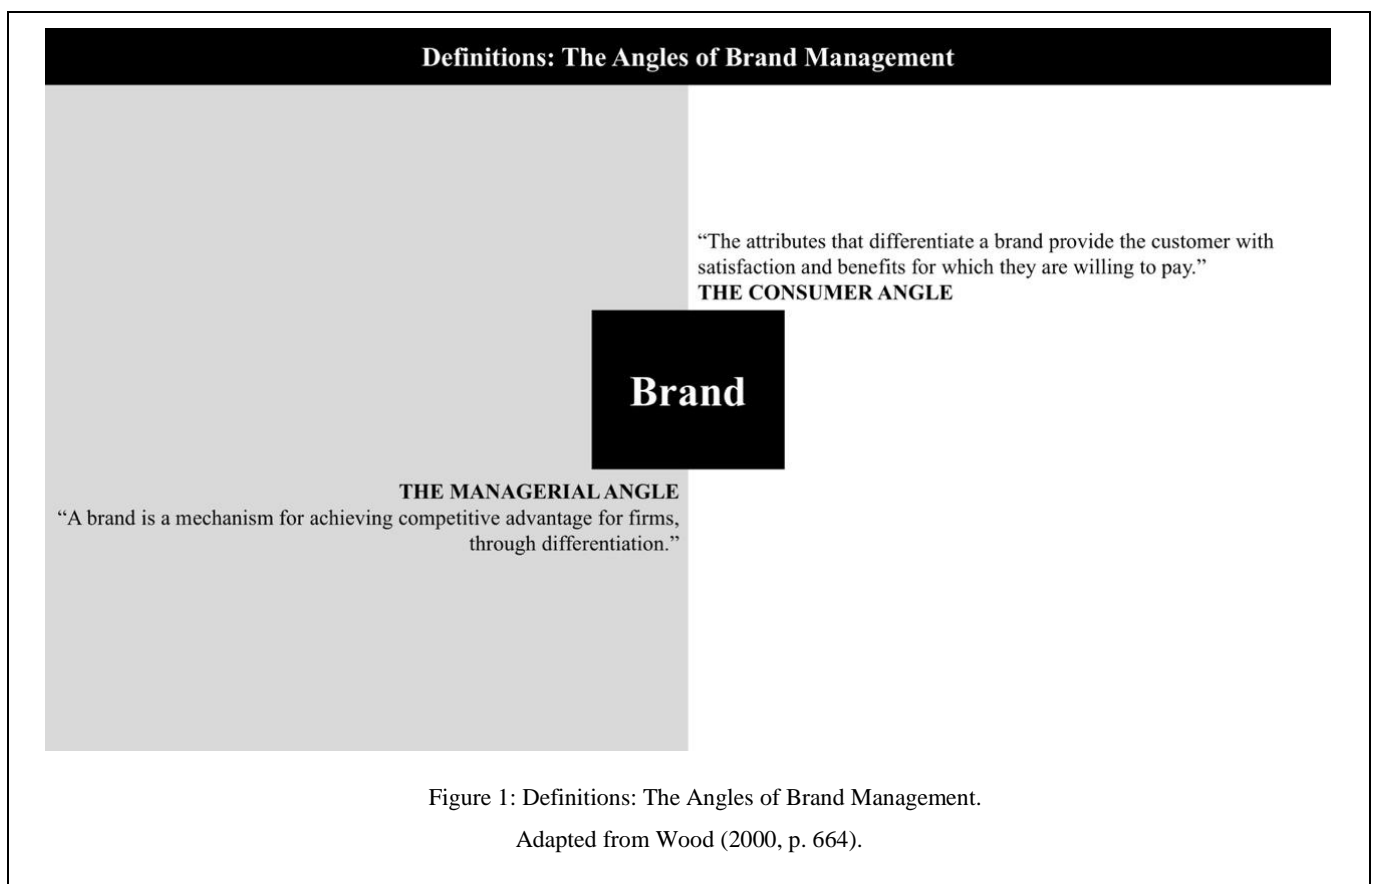 Definitions: The Angles of Brand Management
“The attributes that differentiate a brand provide the customer with
satisfaction and benefits for which they are willing to pay.”
THE CONSUMER ANGLE
Brand
THE MANAGERIAL ANGLE
“A brand is a mechanism for achieving competitive advantage for firms,
through differentiation.”
Figure 1: Definitions: The Angles of Brand Management.
Adapted from Wood (2000, p. 664).